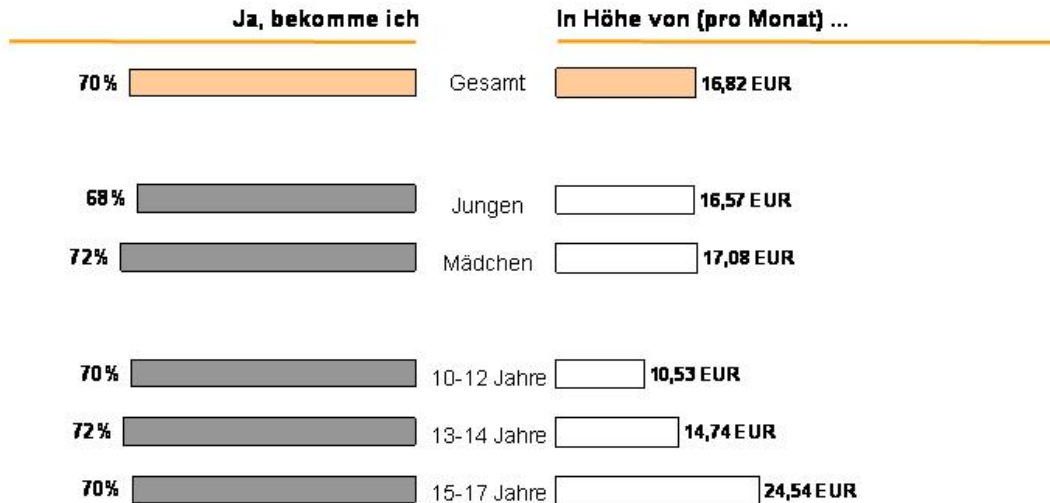 Ja, bekomme ich In Höhe von (pro Monat) ...
70% Gesamt 16,82 EUR
68% Jungen 16,57 EUR
72% Mädchen 17,08 EUR
70% 10-12 Jahre 10,53 EUR
72% 13-14 Jahre 14,74 EUR
70% 15-17 Jahre 24,54 EUR